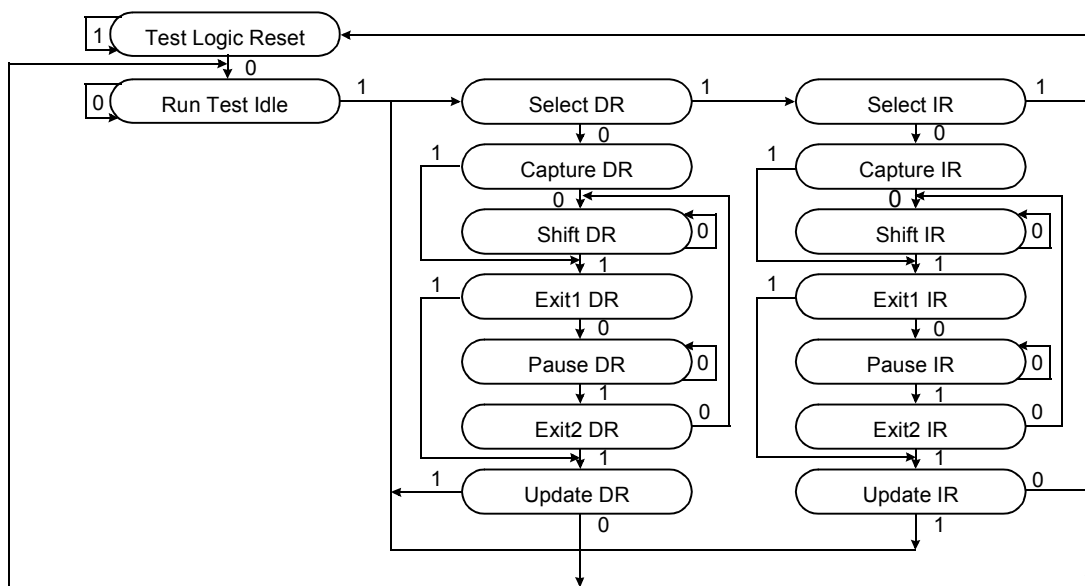 1
Test Logic Reset
0
0
Run Test Idle
1
Select DR
1
Select IR
1
0
0
1
Capture DR
1
Capture IR
0
0
Shift DR
0
Shift IR
0
1
1
1
Exit1 DR
1
Exit1 IR
0
0
Pause DR
0
Pause IR
0
1
1
Exit2 DR
0
Exit2 IR
0
1
1
1
Update DR
Update IR
0
0
1